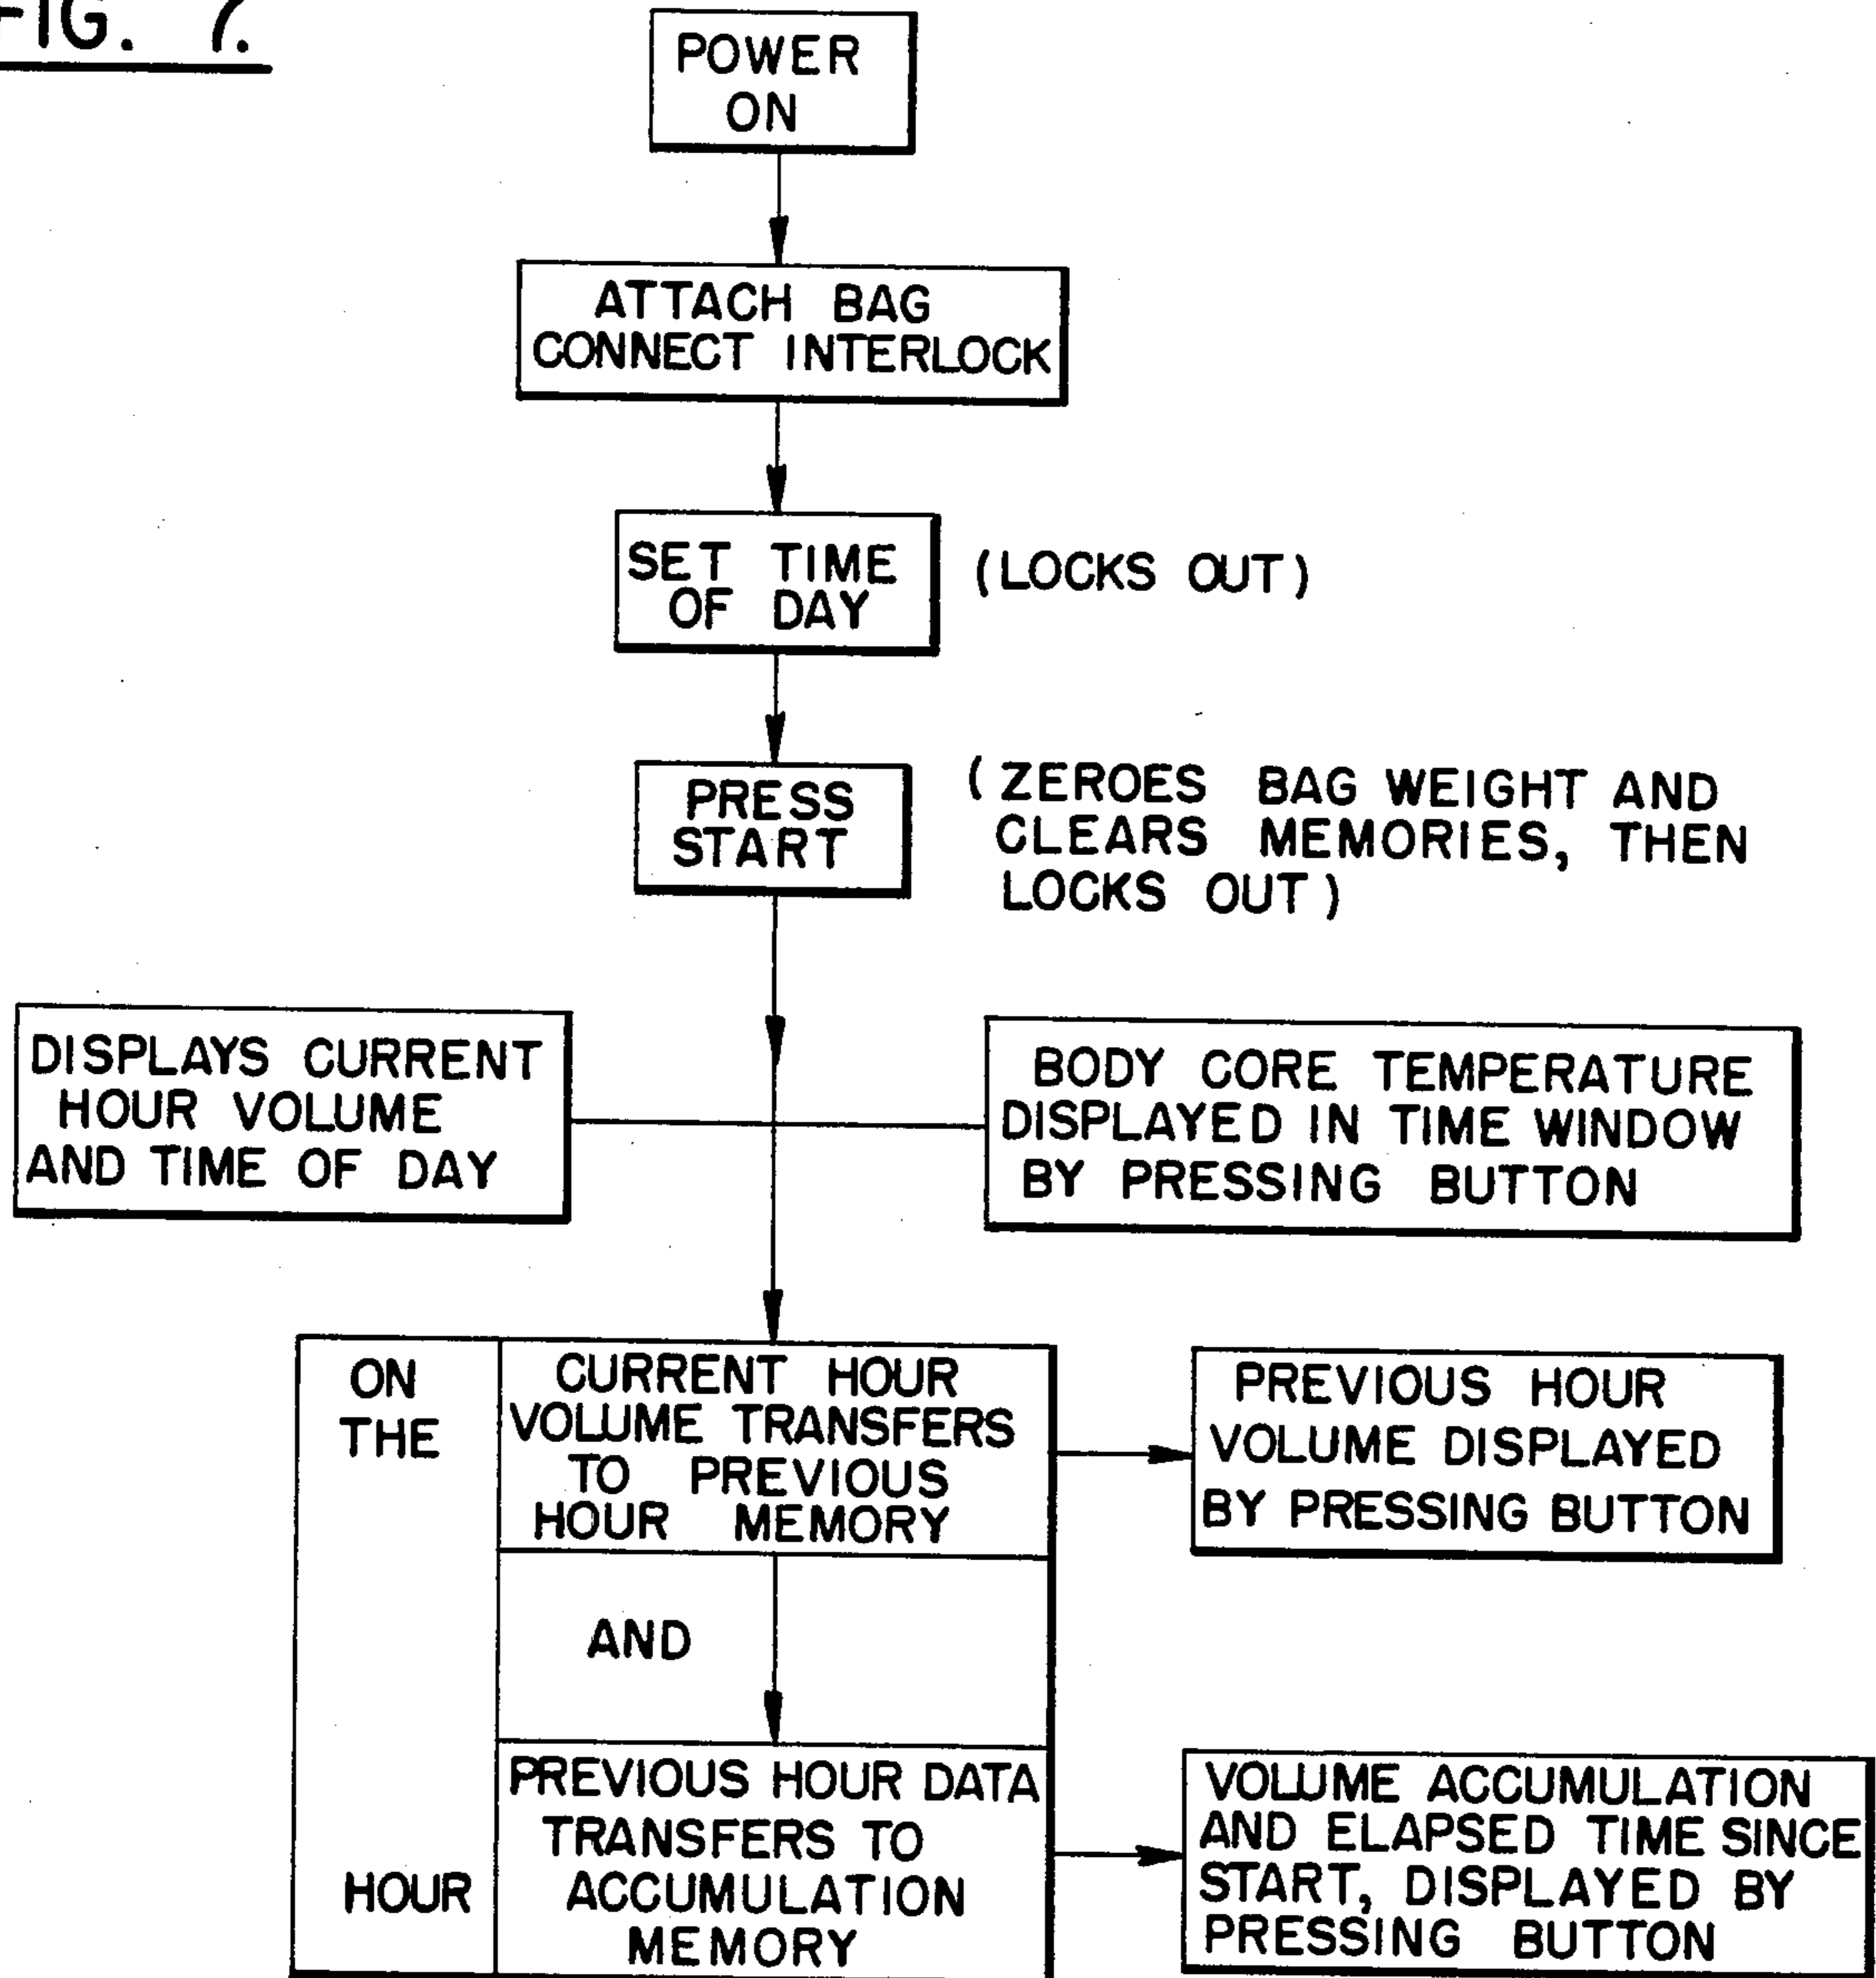 FIG. 7.
POWER
ON
ATTACH BAG
CONNECT INTERLOCK
SET TIME
OF DAY
(LOCKS OUT)
PRESS
START
(ZEROES BAG WEIGHT AND
CLEARS MEMORIES, THEN
LOCKS OUT)
DISPLAYS CURRENT
HOUR VOLUME
AND TIME OF DAY
BODY CORE TEMPERATURE
DISPLAYED IN TIME WINDOW
BY PRESSING BUTTON
ON
THE
HOUR
CURRENT HOUR
VOLUME TRANSFERS
TO PREVIOUS
HOUR MEMORY
PREVIOUS HOUR
VOLUME DISPLAYED
BY PRESSING BUTTON
AND
PREVIOUS HOUR DATA
TRANSFERS TO
ACCUMULATION
MEMORY
VOLUME ACCUMULATION
AND ELAPSED TIME SINCE
START, DISPLAYED BY
PRESSING BUTTON